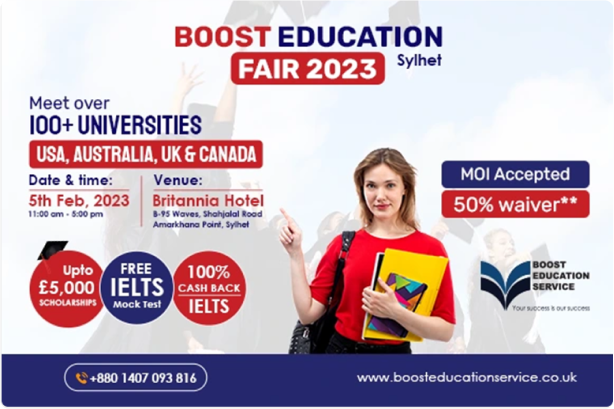 BOOST EDUCATION
FAIR 2023 Sylhet
Meet over
100+ UNIVERSITIES
USA, AUSTRALIA, UK & CANADA
Date & time:
5th Feb, 2023
11:00 am - 5:00 pm
Venue:
Britannia Hotel
B-95 Waves, Shahjalal Road
Amarkhana Point, Sylhet
MOI Accepted
50% waiver**
Upto
£5,000
SCHOLARSHIPS
FREE
IELTS
Mock Test
100%
CASH BACK
IELTS
BOOST
EDUCATION
SERVICE
Your success is our success
+880 1407 093 816
www.boosteducationservice.co.uk